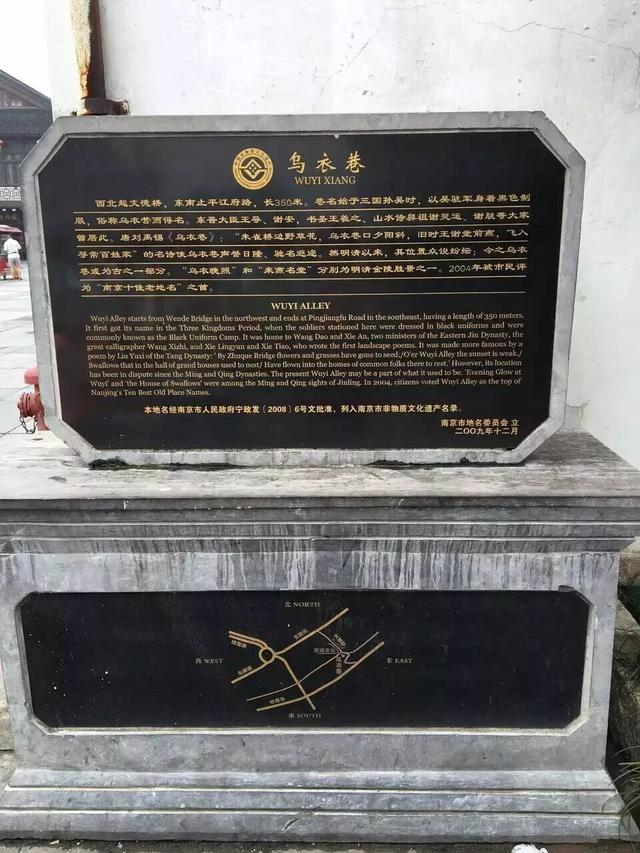 乌衣巷
WUYI XIANG
西北起文德桥，东南止平江府路，长350米。巷名始于三国孙吴时，以吴驻军身着黑色制
服，俗称乌衣营而得名。东晋大臣王导、谢安，书圣王羲之、山水诗鼻祖谢灵运、谢朓等大家
曾居此。唐刘禹锡《乌衣巷》：“朱雀桥边野草花，乌衣巷口夕阳斜，旧时王谢堂前燕，飞入
寻常百姓家”的名诗使乌衣巷声誉日隆、驰名遐迩。然明清以来，其位置众说纷纭；今之乌衣
巷或为古之一部分。“乌衣晚照”和“来燕名堂”分别为明清金陵胜景之一。2004年被市民评
为“南京十佳老地名”之首。
WUYI ALLEY
Wuyi Alley starts from Wende Bridge in the northwest and ends at Pingjiangfu Road in the southeast, having a length of 350 meters.
It first got its name in the Three Kingdoms Period, when the soldiers stationed here were dressed in black uniforms and were
commonly known as the Black Uniform Camp. It was home to Wang Dao and Xie An, two ministers of the Eastern Jin Dynasty, the
great calligrapher Wang Xizhi, and Xie Lingyun and Xie Tiao, who wrote the first landscape poems. It was made more famous by a
poem by Liu Yuxi of the Tang Dynasty:' By Zhuque Bridge flowers and grasses have gone to seed;/O'er Wuyi Alley the sunset is weak./
Swallows that in the hall of grand houses used to nest/ Have flown into the homes of common folks there to rest.' However, its location
has been in dispute since the Ming and Qing Dynasties. The present Wuyi Alley may be a part of what it used to be. 'Evening Glow at
Wuyi' and 'the House of Swallows' were among the Ming and Qing sights of Jinling. In 2004, citizens voted Wuyi Alley as the top of
Nanjing's Ten Best Old Place Names.
本地名经南京市人民政府宁政发〔2008〕6号文批准，列入南京市非物质文化遗产名录。
南京市地名委员会 立
二〇〇九年十二月
北 NORTH
西 WEST
东 EAST
乌衣巷
南 SOUTH